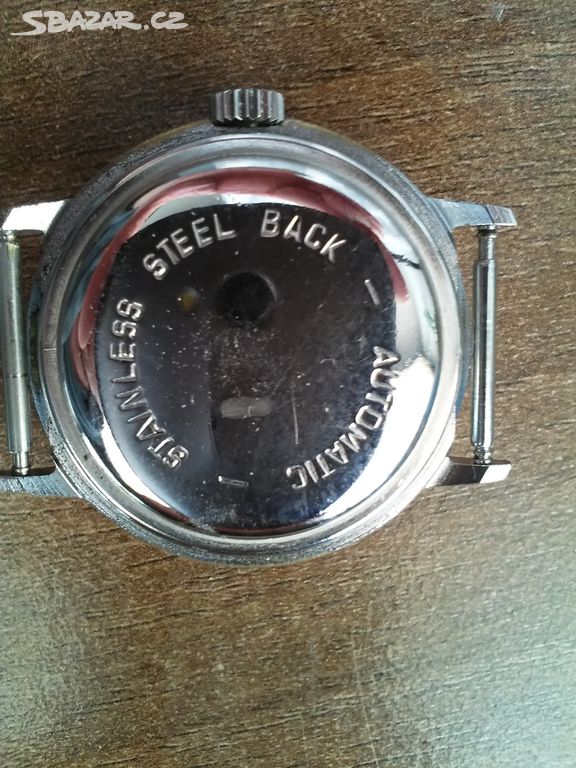 SBAZAR.CZ
STAINLESS STEEL BACK - AUTOMATIC -